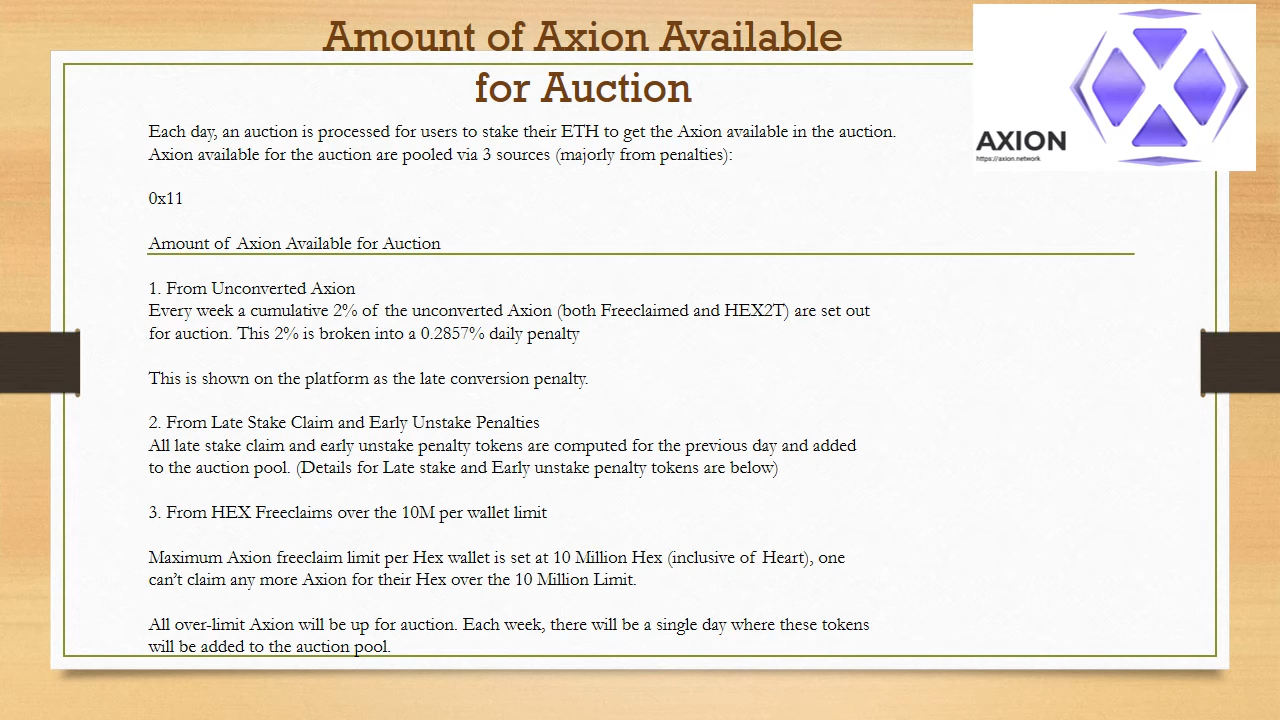 Amount of Axion Available
for Auction
AXION
https://axion.network
Each day, an auction is processed for users to stake their ETH to get the Axion available in the auction.
Axion available for the auction are pooled via 3 sources (majorly from penalties):
0x11
Amount of Axion Available for Auction
1. From Unconverted Axion
Every week a cumulative 2% of the unconverted Axion (both Freeclaimed and HEX2T) are set out
for auction. This 2% is broken into a 0.2857% daily penalty
This is shown on the platform as the late conversion penalty.
2. From Late Stake Claim and Early Unstake Penalties
All late stake claim and early unstake penalty tokens are computed for the previous day and added
to the auction pool. (Details for Late stake and Early unstake penalty tokens are below)
3. From HEX Freeclaims over the 10M per wallet limit
Maximum Axion freeclaim limit per Hex wallet is set at 10 Million Hex (inclusive of Heart), one
can’t claim any more Axion for their Hex over the 10 Million Limit.
All over-limit Axion will be up for auction. Each week, there will be a single day where these tokens
will be added to the auction pool.